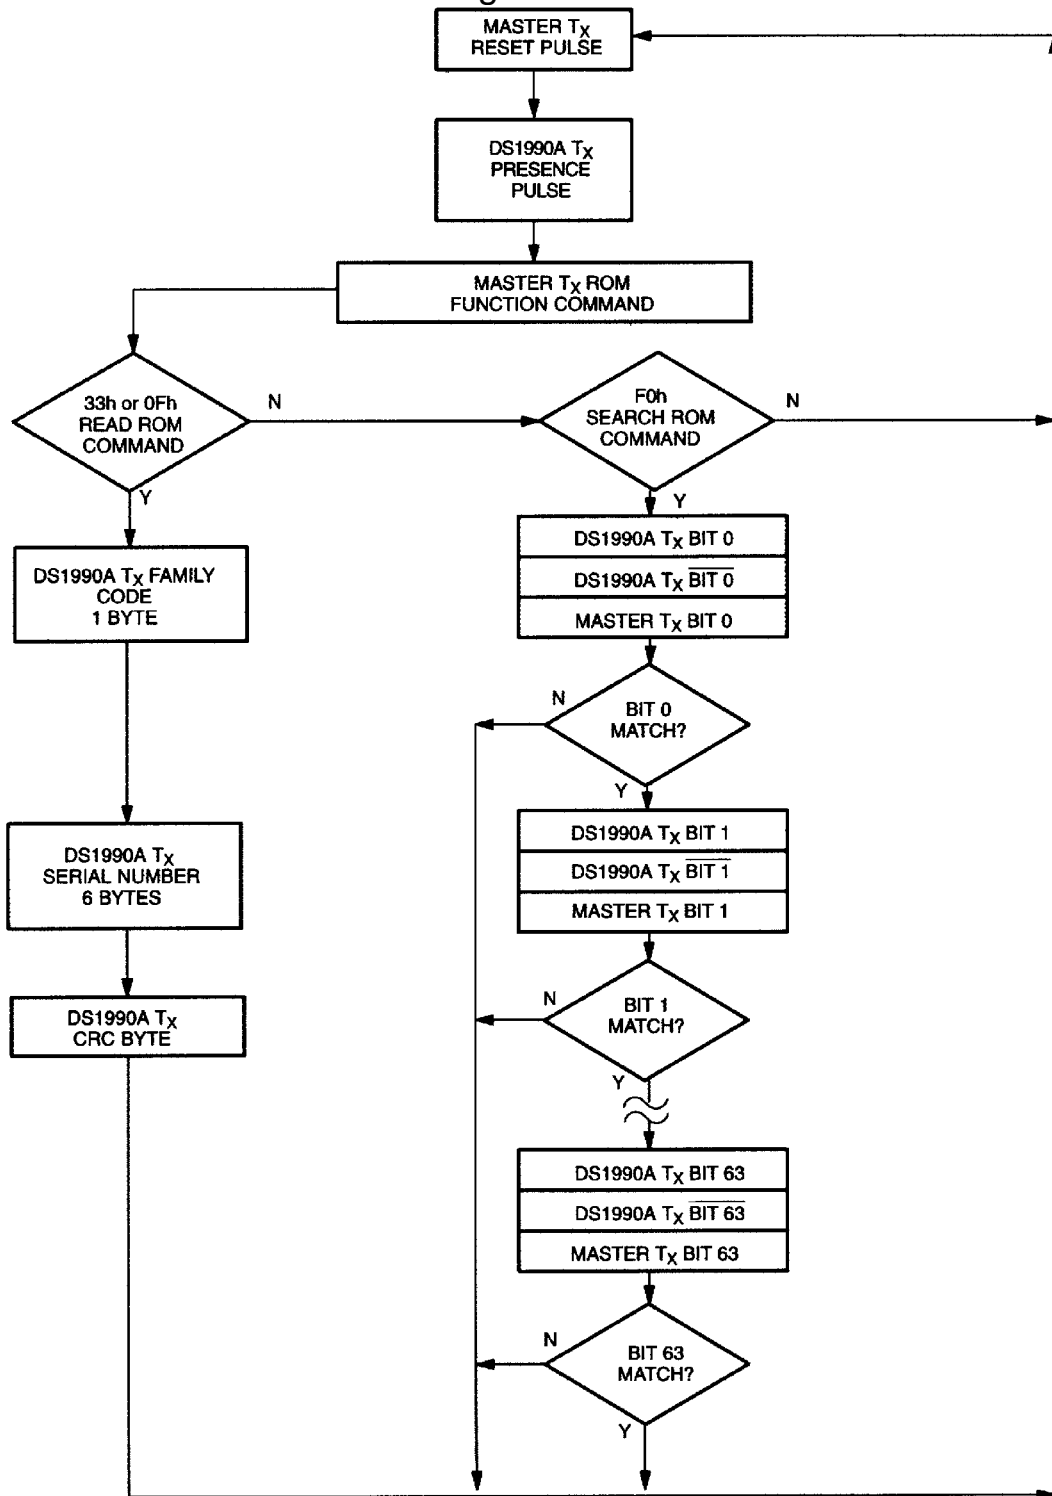 MASTER TX
RESET PULSE
DS1990A TX
PRESENCE
PULSE
MASTER TX ROM
FUNCTION COMMAND
33h or 0Fh
READ ROM
COMMAND
N
Y
F0h
SEARCH ROM
COMMAND
N
Y
DS1990A TX FAMILY
CODE
1 BYTE
DS1990A TX
SERIAL NUMBER
6 BYTES
DS1990A TX
CRC BYTE
DS1990A TX BIT 0
DS1990A TX BIT 0
MASTER TX BIT 0
N
BIT 0
MATCH?
Y
DS1990A TX BIT 1
DS1990A TX BIT 1
MASTER TX BIT 1
N
BIT 1
MATCH?
Y
DS1990A TX BIT 63
DS1990A TX BIT 63
MASTER TX BIT 63
N
BIT 63
MATCH?
Y